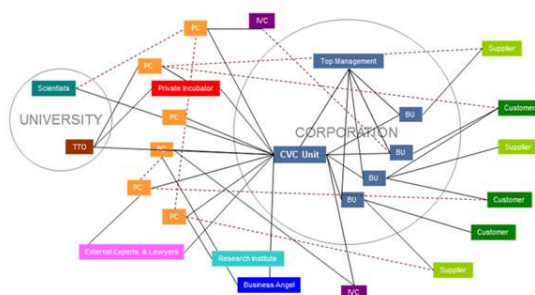 IVC
PC
Top Management
Supplier
PC
Scientists
Private Incubator
Customer
BU
PC
UNIVERSITY
CORPORATION
TTO
PC
CVC Unit
BU
Supplier
BU
PC
BU
Customer
PC
Customer
External Experts & Lawyers
Research Institute
Supplier
Business Angel
IVC